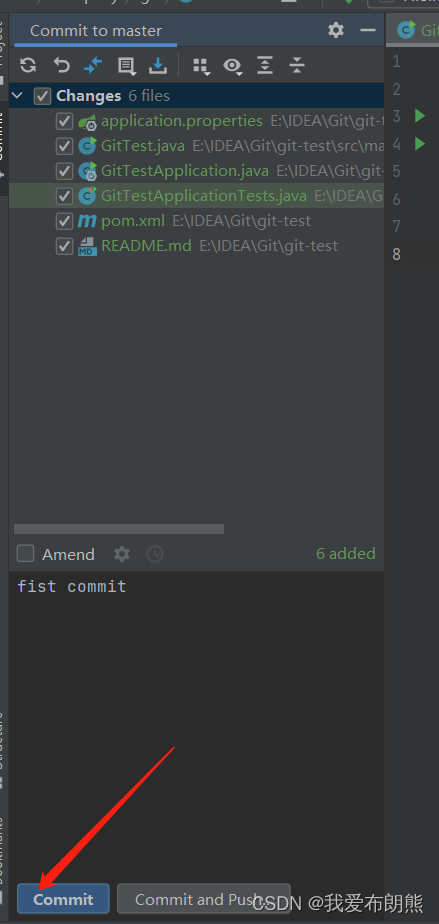 Commit to master
Changes 6 files
application.properties E:\IDEA\Git\git-t
GitTest.java E:\IDEA\Git\git-test\src\ma
GitTestApplication.java E:\IDEA\Git\git-
GitTestApplicationTests.java E:\IDEA\G
pom.xml E:\IDEA\Git\git-test
README.md E:\IDEA\Git\git-test
Amend 6 added
fist commit
Commit
Commit and Push...
CSDN @我爱布朗熊
Gi
1
2
3
4
5
6
7
8